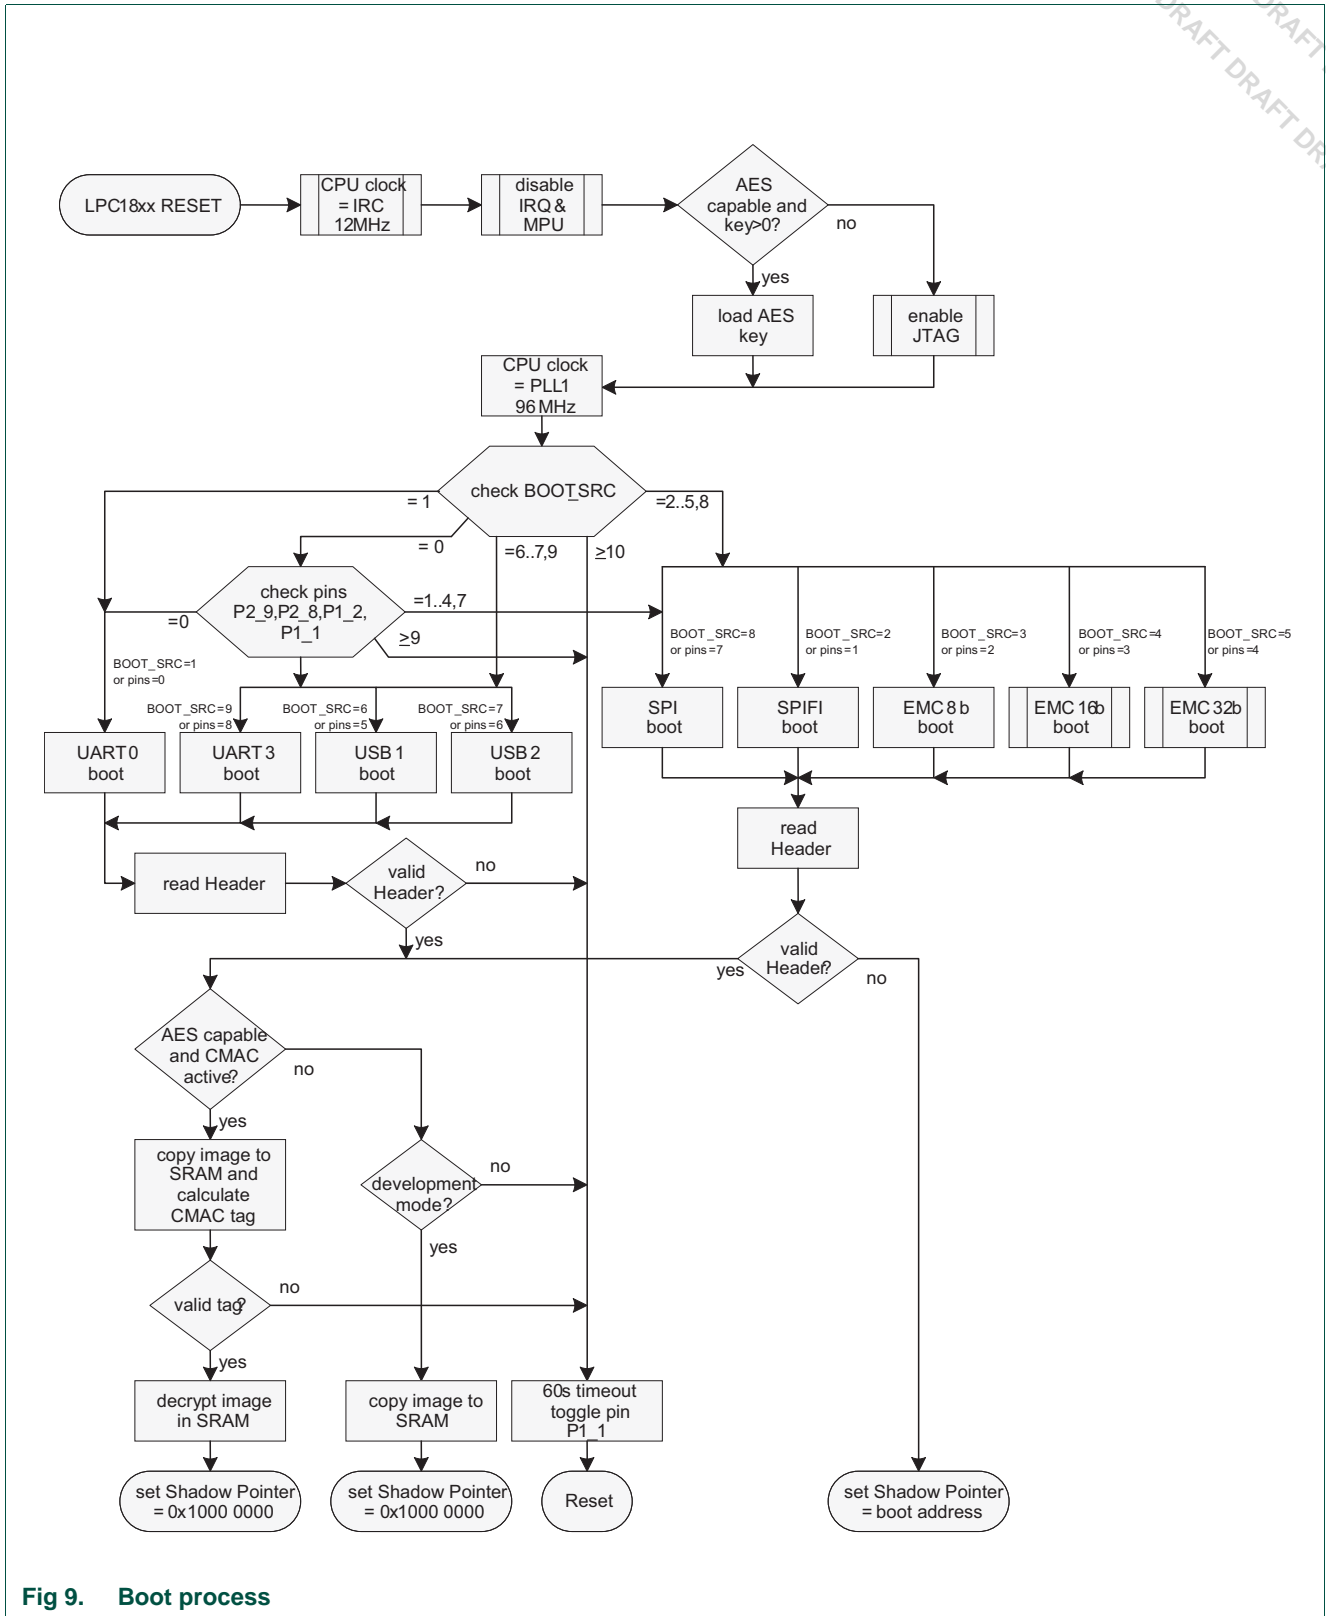 DRAFT DRAFT DRA
DRAFT
LPC18xx RESET
CPU clock
= IRC
12MHz
disable
IRQ &
MPU
AES
capable and
key>0?
no
yes
load AES
key
enable
JTAG
CPU clock
= PLL1
96 MHz
check BOOT_SRC
= 1
=2..5,8
= 0
=6..7,9
≥10
check pins
P2_9,P2_8,P1_2,
P1_1
=0
=1..4,7
≥9
BOOT_SRC=1
or pins=0
BOOT_SRC=9
or pins=8
BOOT_SRC=6
or pins=5
BOOT_SRC=7
or pins=6
BOOT_SRC=8
or pins=7
BOOT_SRC=2
or pins=1
BOOT_SRC=3
or pins=2
BOOT_SRC=4
or pins=3
BOOT_SRC=5
or pins=4
UART0
boot
UART3
boot
USB1
boot
USB2
boot
SPI
boot
SPIFI
boot
EMC 8b
boot
EMC 16b
boot
EMC 32b
boot
read
Header
read Header
valid
Header?
no
yes
valid
Header?
yes
no
AES capable
and CMAC
active?
no
yes
copy image to
SRAM and
calculate
CMAC tag
development
mode?
no
yes
valid tag?
no
yes
decrypt image
in SRAM
copy image to
SRAM
60s timeout
toggle pin
P1_1
set Shadow Pointer
= 0x1000 0000
set Shadow Pointer
= 0x1000 0000
Reset
set Shadow Pointer
= boot address
Fig 9. Boot process